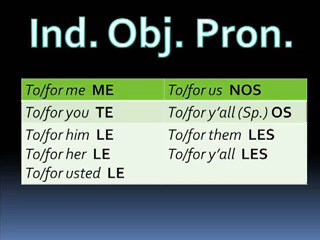 Ind. Obj. Pron.
To/for me ME
To/for us NOS
To/for you TE
To/for y'all (Sp.) OS
To/for him LE
To/for her LE
To/for usted LE
To/for them LES
To/for y'all LES